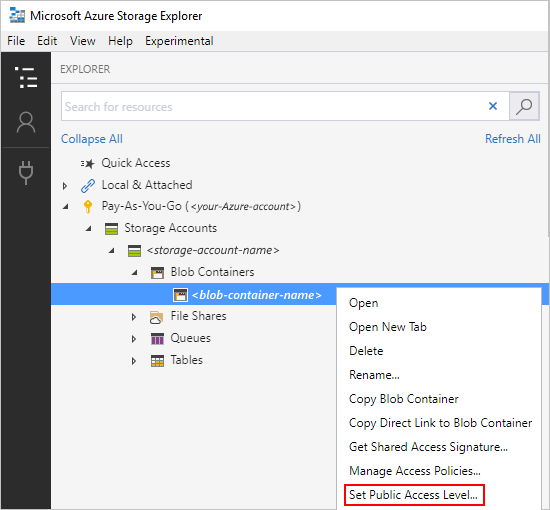 Microsoft Azure Storage Explorer
File Edit View Help Experimental
EXPLORER
Search for resources
Collapse All Refresh All
Quick Access
Local & Attached
Pay-As-You-Go ( <your-Azure-account> )
Storage Accounts
<storage-account-name>
Blob Containers
<blob-container-name>
File Shares
Queues
Tables
Open
Open New Tab
Delete
Rename...
Copy Blob Container
Copy Direct Link to Blob Container
Get Shared Access Signature...
Manage Access Policies...
Set Public Access Level...